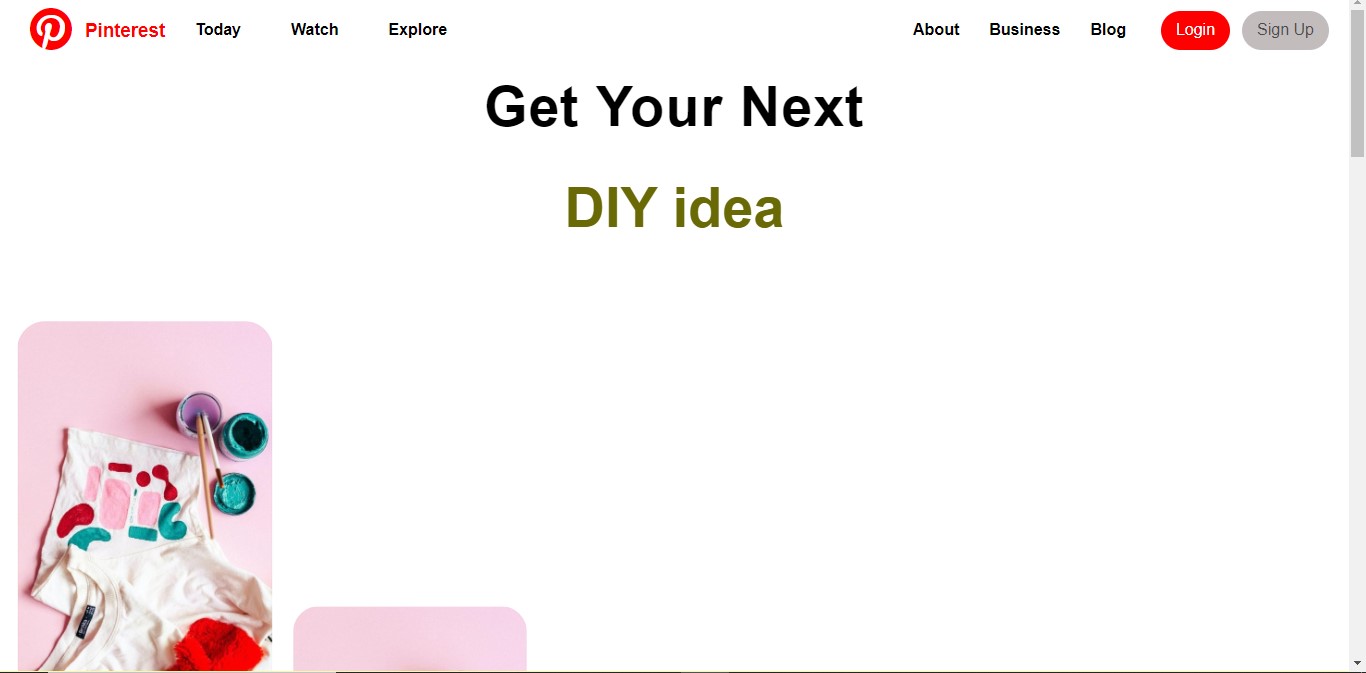 Pinterest Today Watch Explore About Business Blog Login Sign Up
Get Your Next
DIY idea